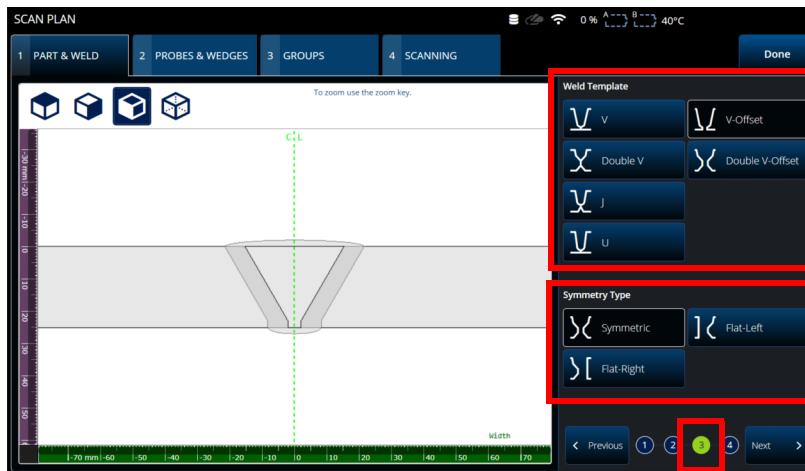 SCAN PLAN
0 % A B 40°C
1 PART & WELD
2 PROBES & WEDGES
3 GROUPS
4 SCANNING
Done
To zoom use the zoom key.
C L
|-30 mm |-20 |-10 |0 |10 |20 |30 |40 |50
Width
|-70 mm |-60 |-50 |-40 |-30 |-20 |-10 |0 |10 |20 |30 |40 |50 |60 |70
Weld Template
V
V-Offset
Double V
Double V-Offset
J
U
Symmetry Type
Symmetric
Flat-Left
Flat-Right
< Previous 1 2 3 4 Next >